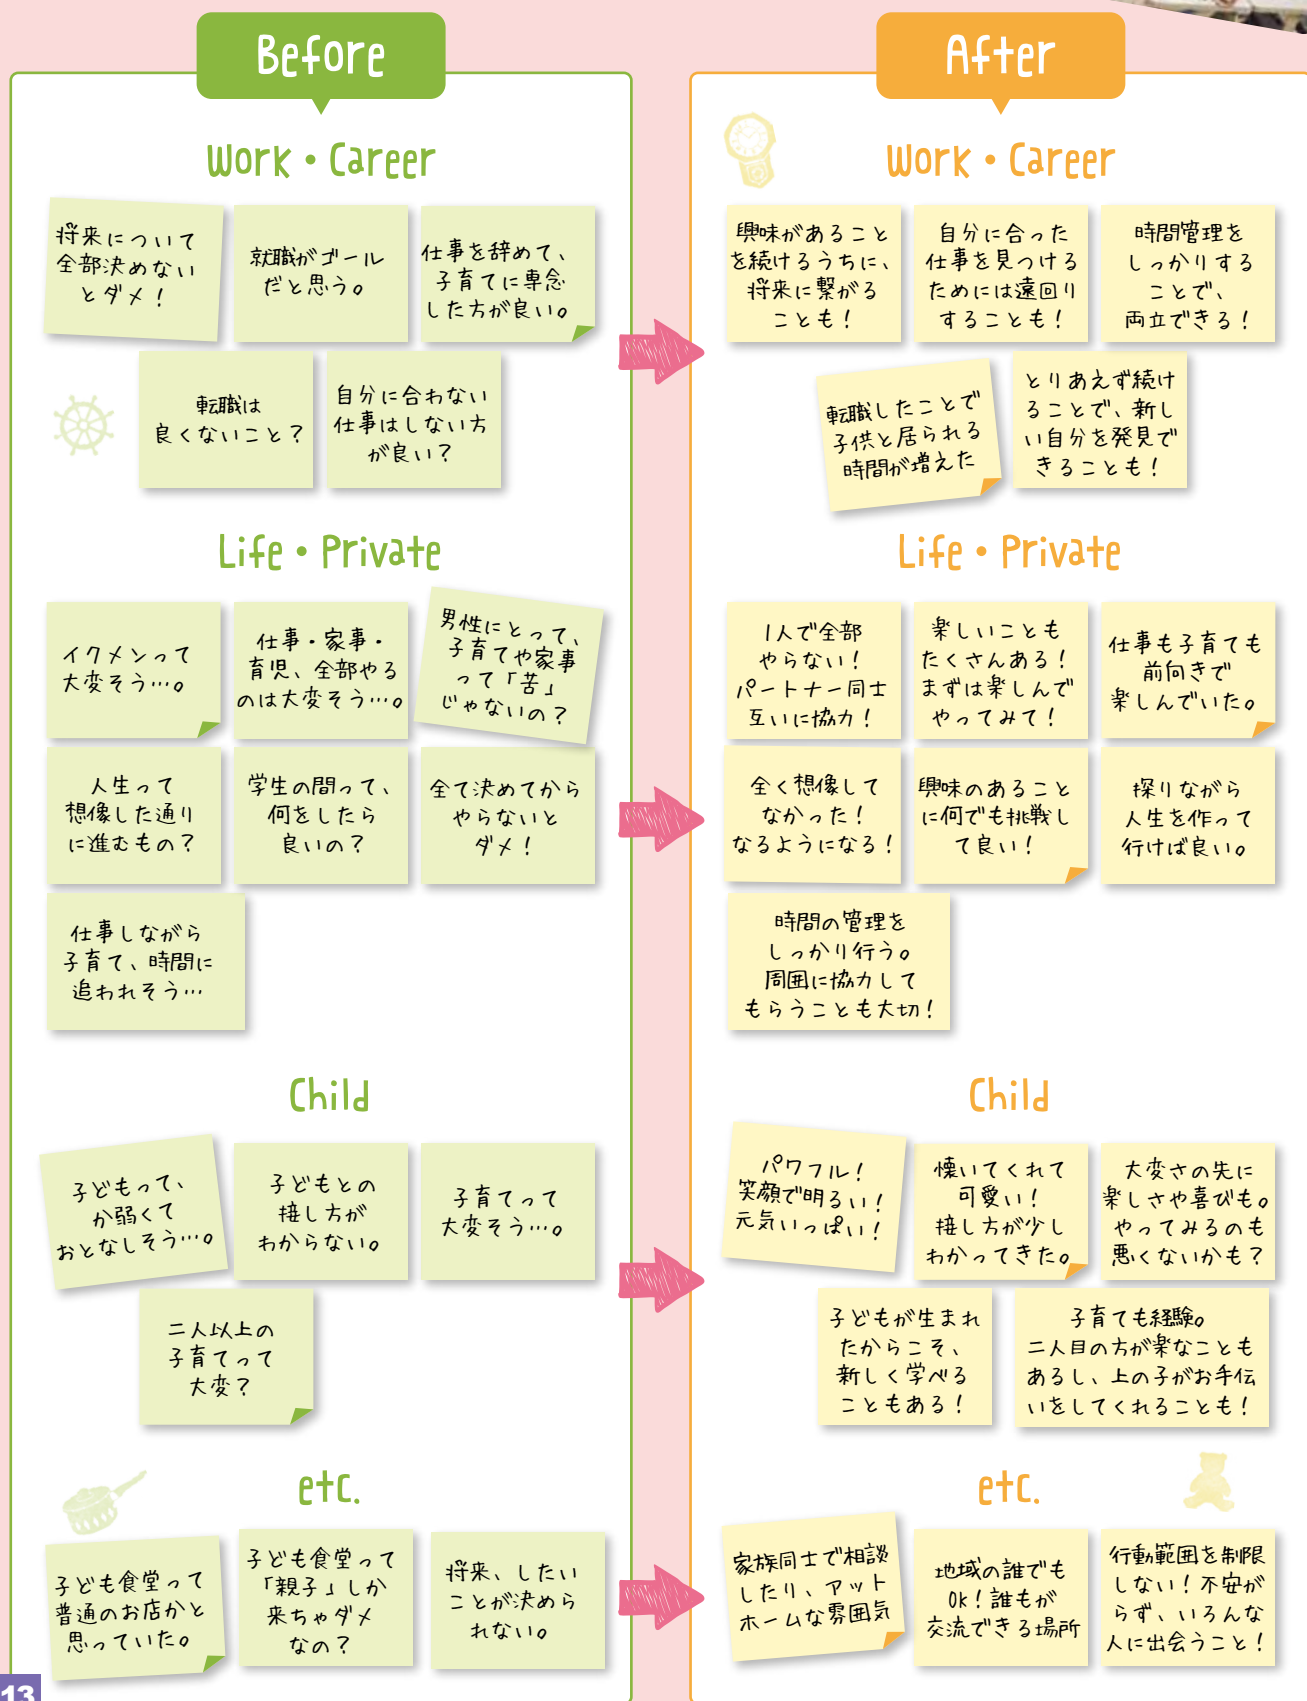 Before
Work・Career
将来について
全部決めない
とダメ！
就職がゴール
だと思う。
仕事を辞めて、
子育てに専念
した方が良い。
転職は
良くないこと？
自分に合わない
仕事はしない方
が良い？
Life・Private
イクメンって
大変そう…。
仕事・家事・
育児、全部やる
のは大変そう…。
男性にとって、
子育てや家事
って「苦」
じゃないの？
人生って
想像した通り
に進むもの？
学生の間って、
何をしたら
良いの？
全て決めてから
やらないと
ダメ！
仕事しながら
子育て、時間に
追われそう…
Child
子どもって、
か弱くて
おとなしそう…。
子どもとの
接し方が
わからない。
子育てって
大変そう…。
二人以上の
子育てって
大変？
etc.
子ども食堂って
普通のお店かと
思っていた。
子ども食堂って
「親子」しか
来ちゃダメ
なの？
将来、したい
ことが決めら
れない。
13
After
Work・Career
興味があること
を続けるうちに、
将来に繋がる
ことも！
自分に合った
仕事を見つける
ためには遠回り
することも！
時間管理を
しっかりする
ことで、
両立できる！
転職したことで
子供と居られる
時間が増えた
とりあえず続け
ることで、新し
い自分を発見で
きることも！
Life・Private
1人で全部
やらない！
パートナー同士
互いに協力！
楽しいことも
たくさんある！
まずは楽しんで
やってみて！
仕事も子育ても
前向きで
楽しんでいた。
全く想像して
なかった！
なるようになる！
興味のあること
に何でも挑戦し
て良い！
探りながら
人生を作って
行けば良い。
時間の管理を
しっかり行う。
周囲に協力して
もらうことも大切！
Child
パワフル！
笑顔で明るい！
元気いっぱい！
懐いてくれて
可愛い！
接し方が少し
わかってきた。
大変さの先に
楽しさや喜びも。
やってみるのも
悪くないかも？
子どもが生まれ
たからこそ、
新しく学べる
こともある！
子育ても経験。
二人目の方が楽なことも
あるし、上の子がお手伝
いをしてくれることも！
etc.
家族同士で相談
したり、アット
ホームな雰囲気
地域の誰でも
Ok！誰もが
交流できる場所
行動範囲を制限
しない！不安が
らず、いろんな
人に出会うこと！